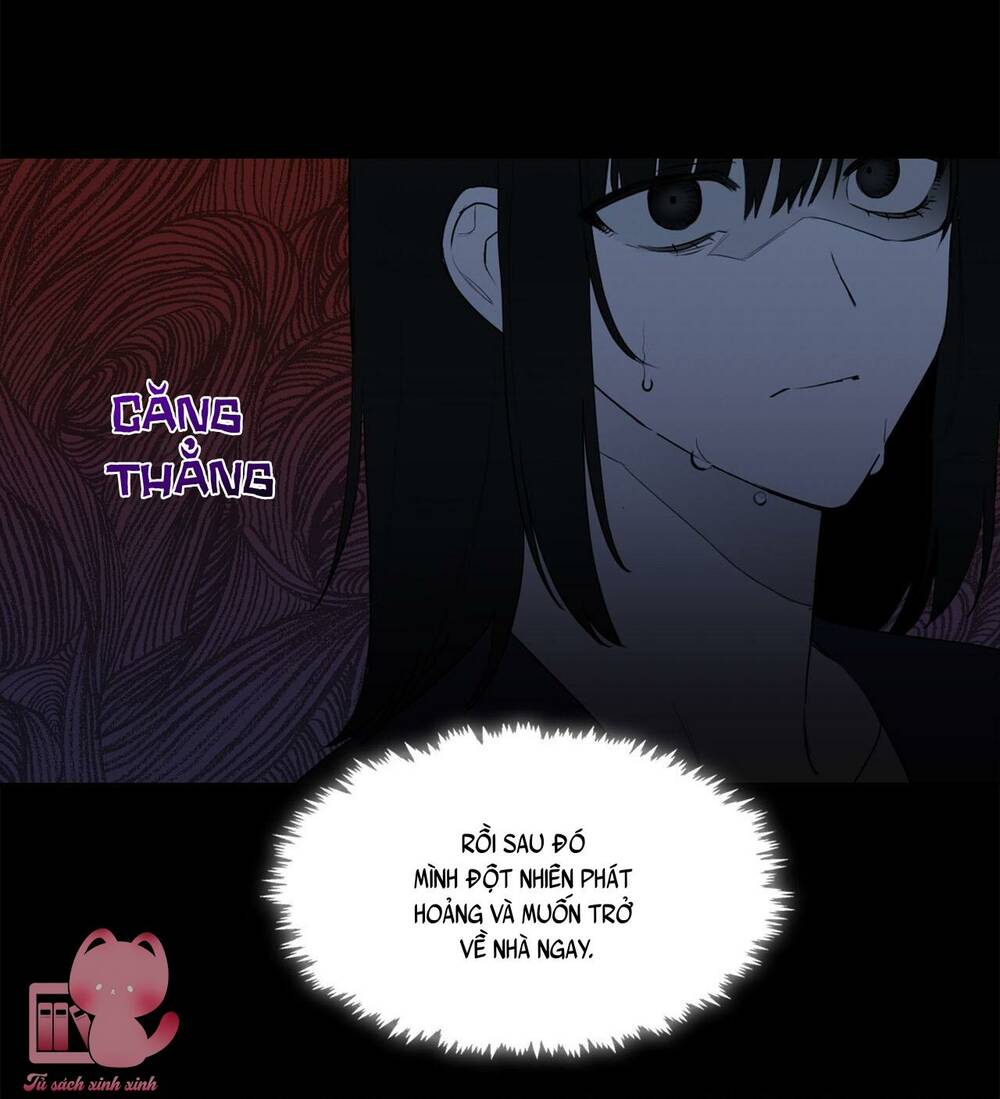 CĂNG
THẲNG
RỒI SAU ĐÓ
MÌNH ĐỘT NHIÊN PHÁT
HOẢNG VÀ MUỐN TRỞ
VỀ NHÀ NGAY.
Tủ sách xinh xinh